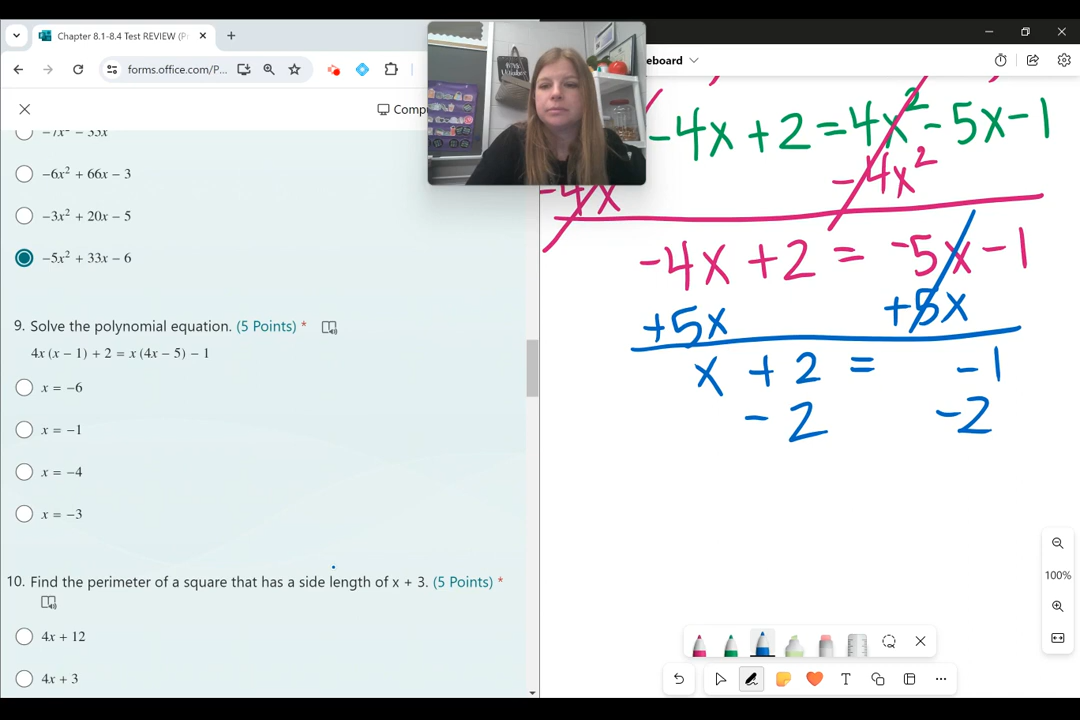 Chapter 8.1-8.4 Test REVIEW (P
forms.office.com/P...
eboard
Comp
−7x² − 33x
−6x² + 66x − 3
−3x² + 20x − 5
−5x² + 33x − 6
9. Solve the polynomial equation. (5 Points) *
4x (x − 1) + 2 = x (4x − 5) − 1
x = −6
x = −1
x = −4
x = −3
10. Find the perimeter of a square that has a side length of x + 3. (5 Points) *
4x + 12
4x + 3
-4x + 2 = 4x² - 5x - 1
-4x - 4x²
-4x + 2 = -5x - 1
+5x +5x
x + 2 = -1
- 2 -2
100%
T